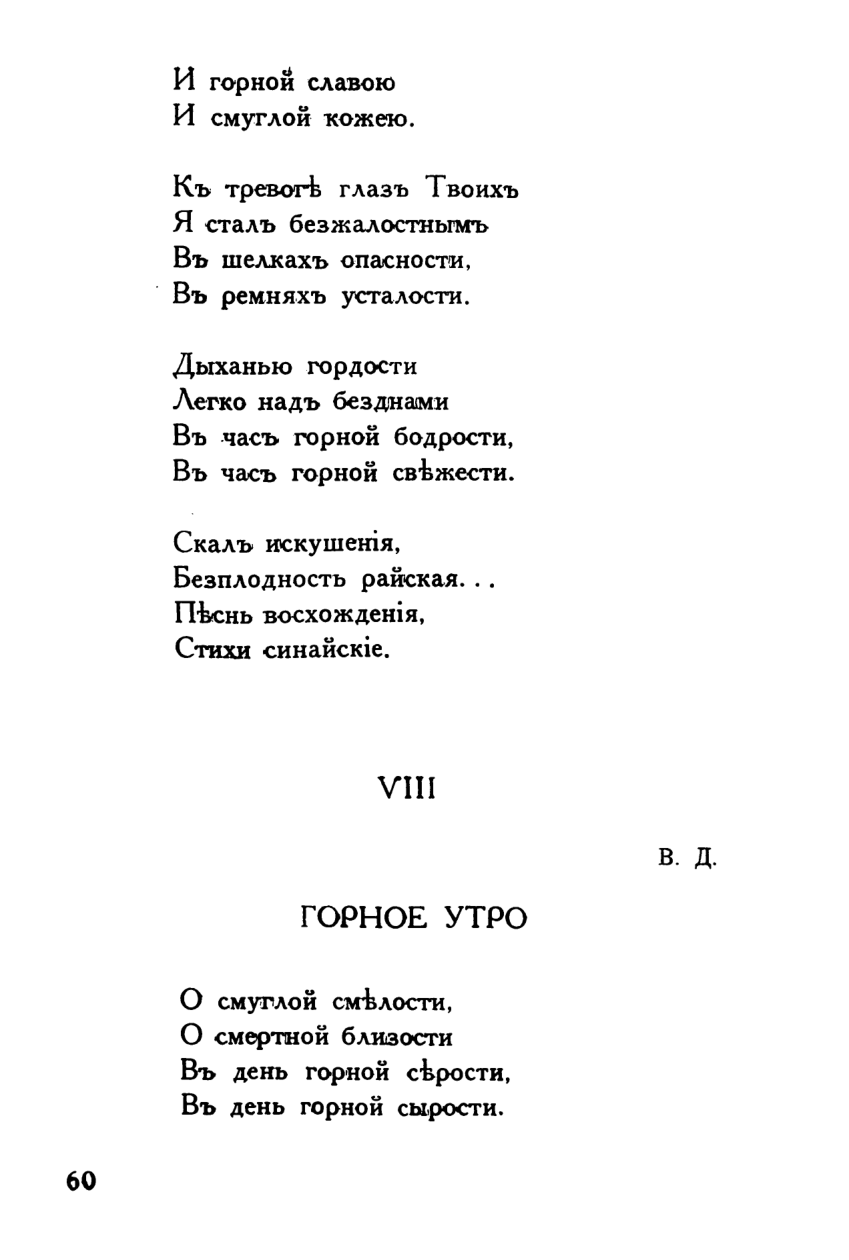 И горной славою
И смуглой кожею.
Къ тревогѣ глазъ Твоихъ
Я сталъ безжалостнымъ
Въ шелкахъ опасности,
Въ ремняхъ усталости.
Дыханью гордости
Легко надъ безднами
Въ часъ горной бодрости,
Въ часъ горной свѣжести.
Скалъ искушенія,
Безплодность райская...
Пѣснь восхожденія,
Стихи синайскіе.
VIII
В. Д.
ГОРНОЕ УТРО
О смуглой смѣлости,
О смертной близости
Въ день горной сѣрости,
Въ день горной сырости.
60